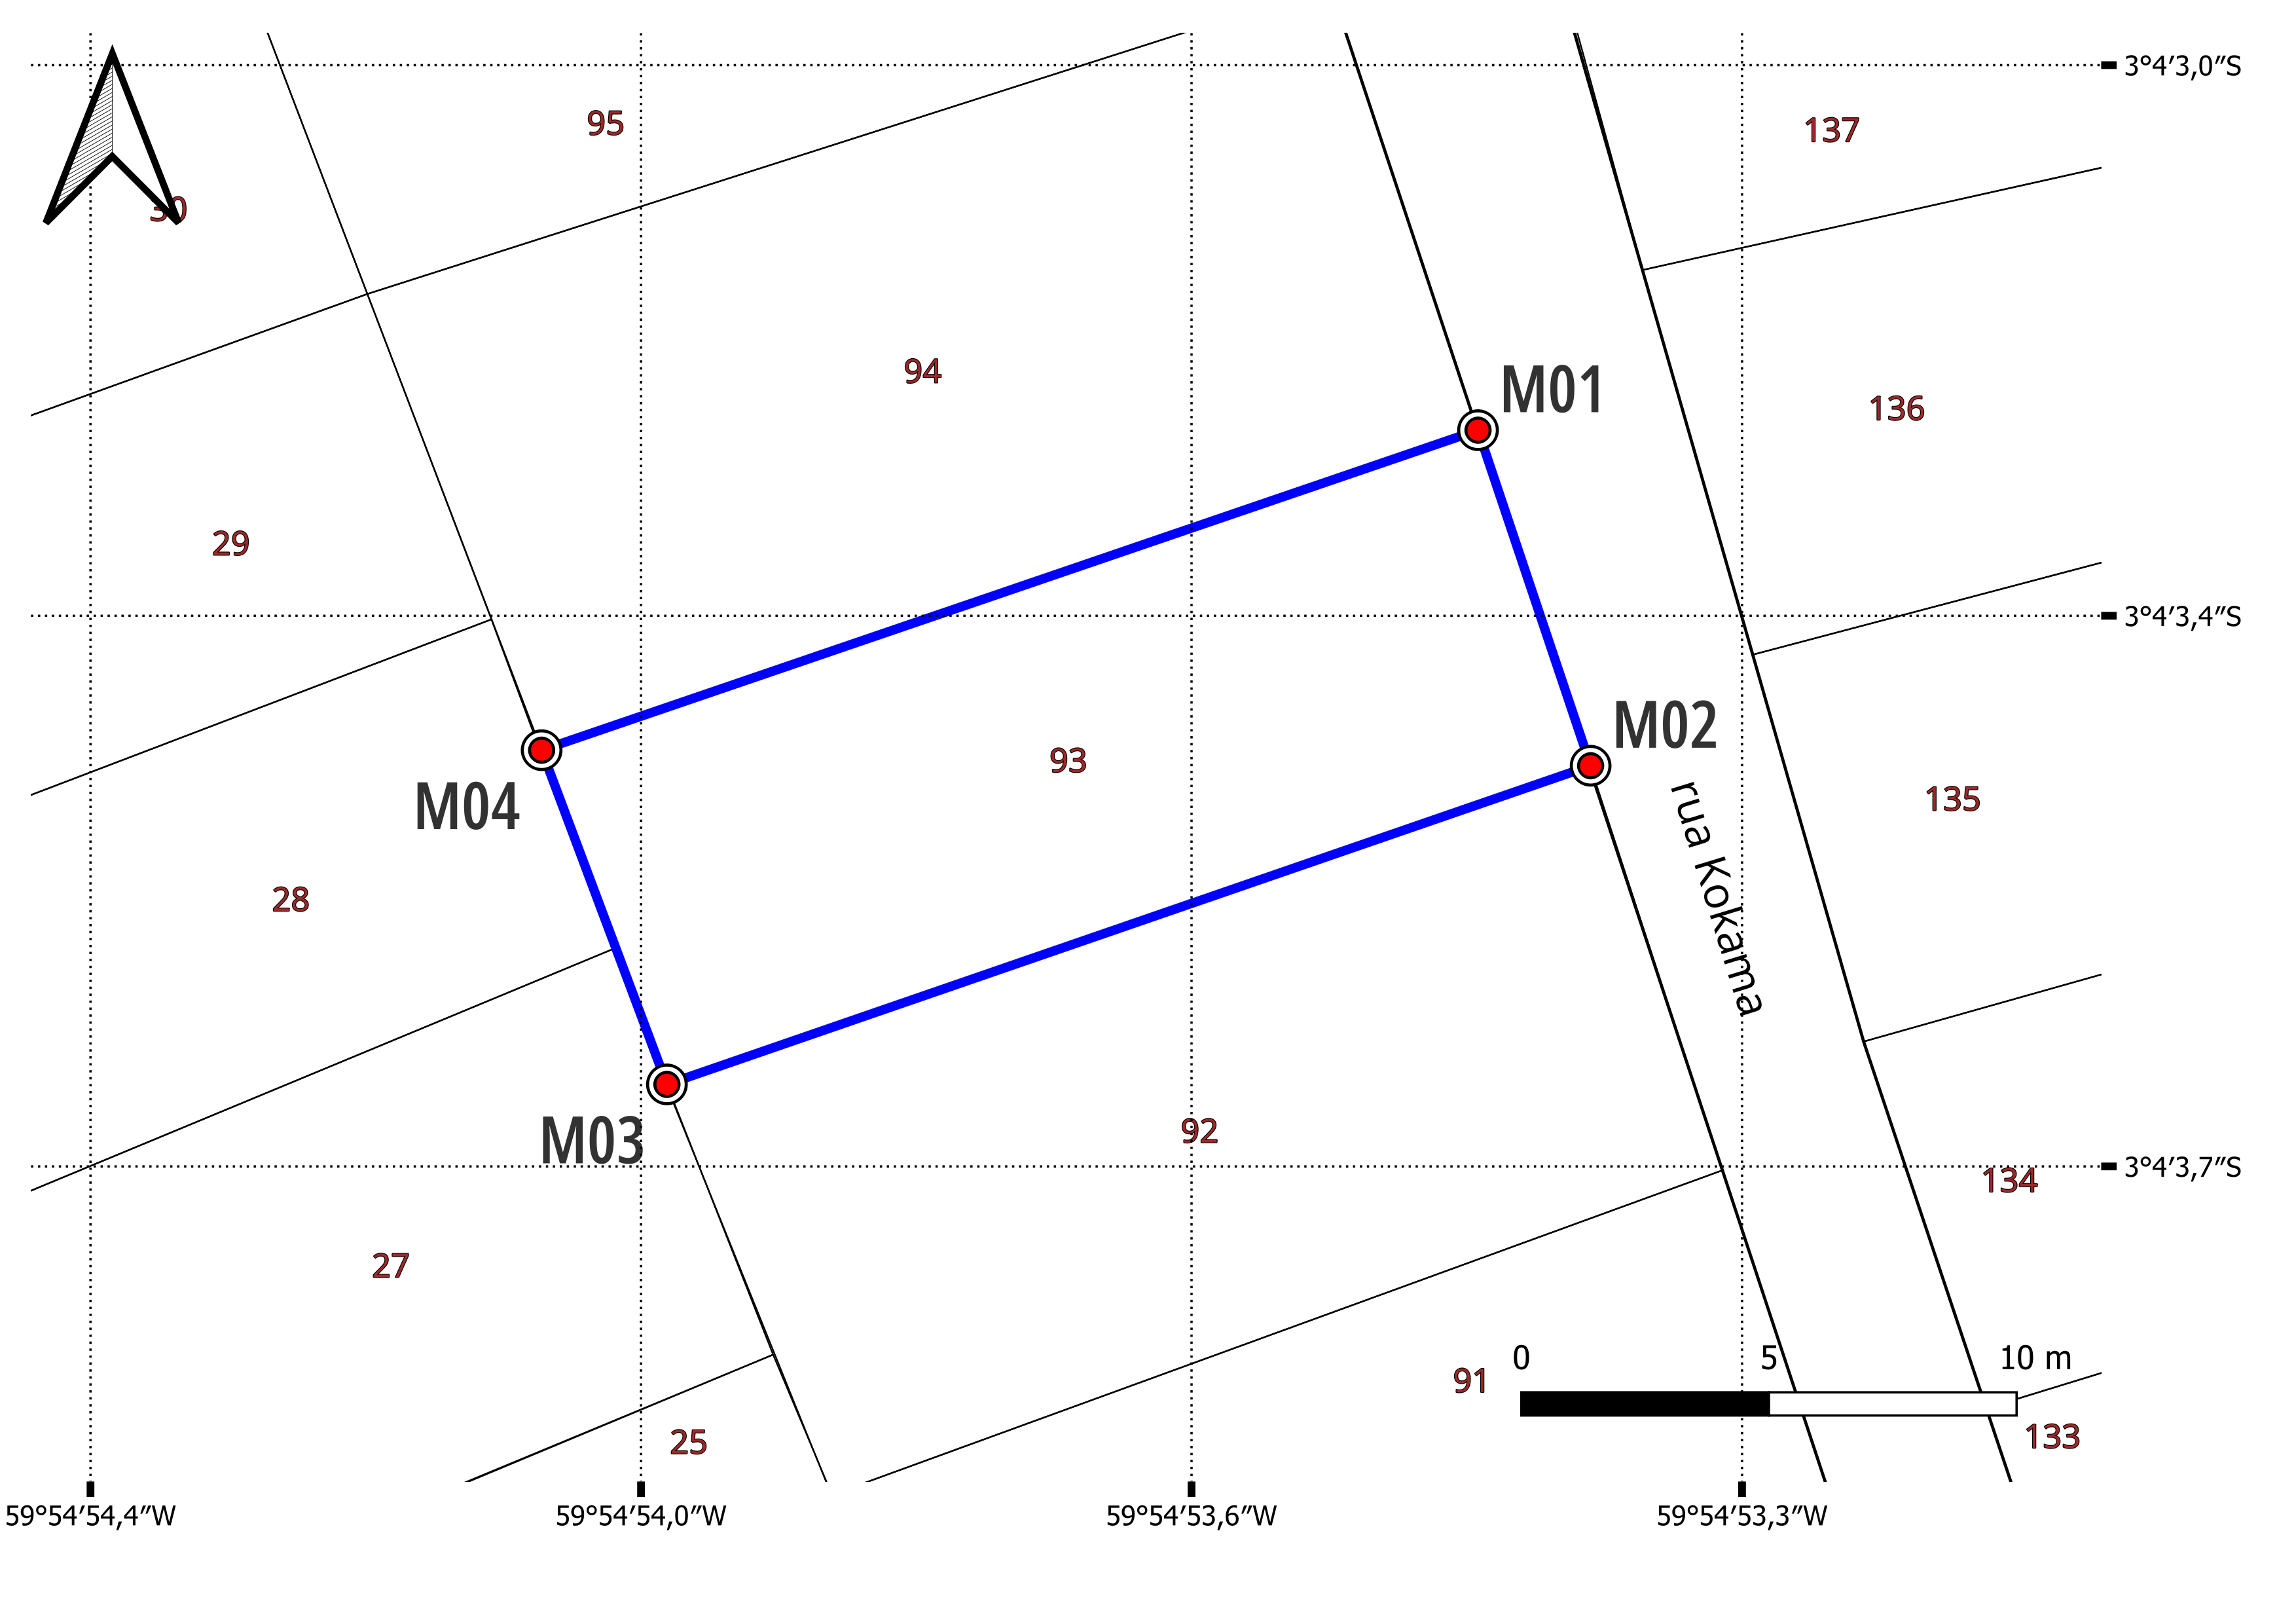 3°4′3,0″S
95
137
30
94
M01
136
29
3°4′3,4″S
M02
93
M04
135
rua Kokama
28
M03
92
3°4′3,7″S
134
27
0 5 10 m
91
25
133
59°54′54,4″W 59°54′54,0″W 59°54′53,6″W 59°54′53,3″W